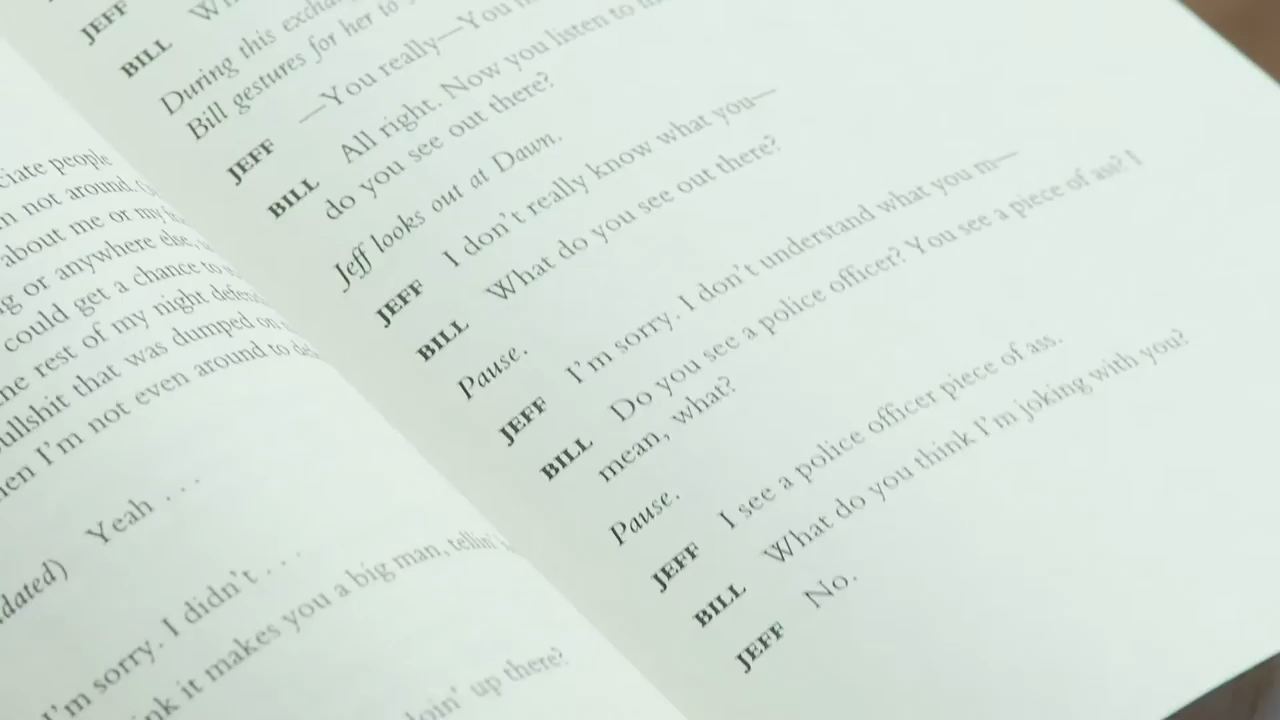 ciate people
n not around.
about me or my
ng or anywhere else,
could get a chance to
he rest of my night
ullshit that was dumped on
hen I'm not even around to
dated) Yeah . . .
I'm sorry. I didn't . . .
nk it makes you a big man, tellin'
doin' up there?
JEFF
BILL
During this
Bill gestures for her to
JEFF —You really—You
BILL All right. Now you listen to
do you see out there?
Jeff looks out at Dawn.
JEFF I don't really know what you—
BILL What do you see out there?
Pause.
JEFF I'm sorry. I don't understand what you m—
BILL Do you see a police officer? You see a piece of ass? I
mean, what?
Pause.
JEFF I see a police officer piece of ass.
BILL What do you think I'm joking with you?
JEFF No.